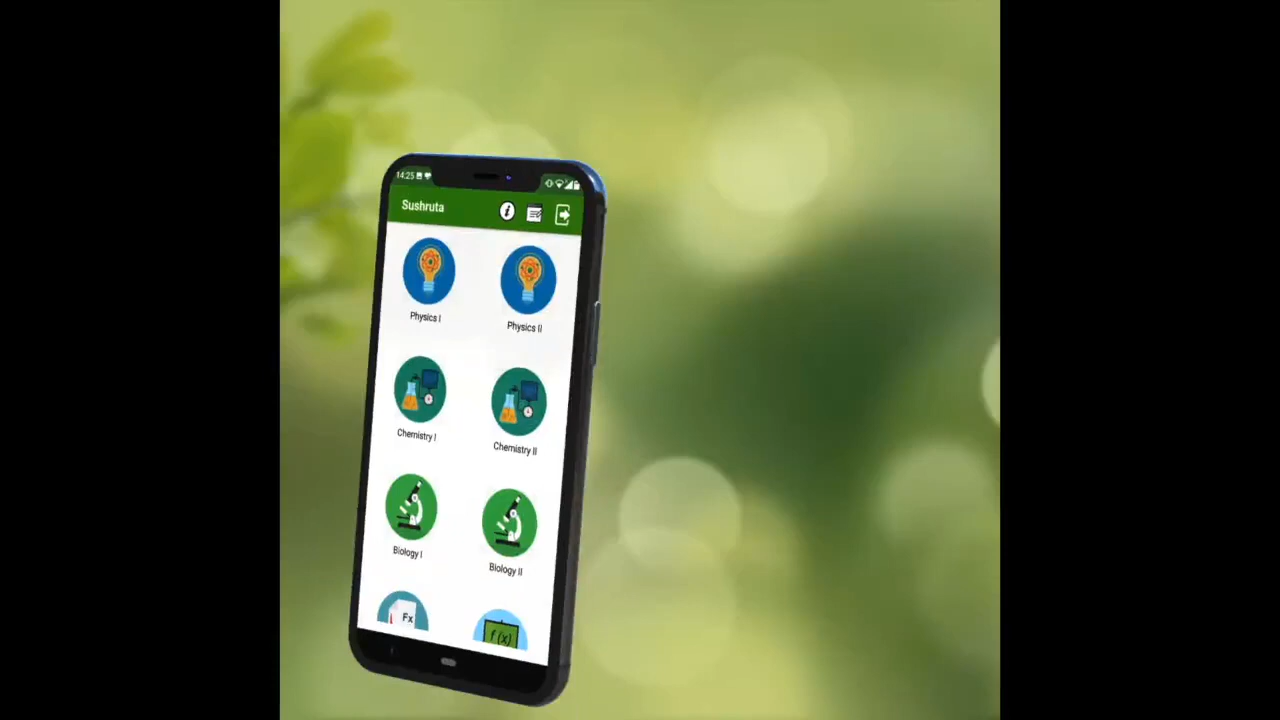 14:25
Sushruta
Physics I
Physics II
Chemistry I
Chemistry II
Biology I
Biology II
Fx
f(x)